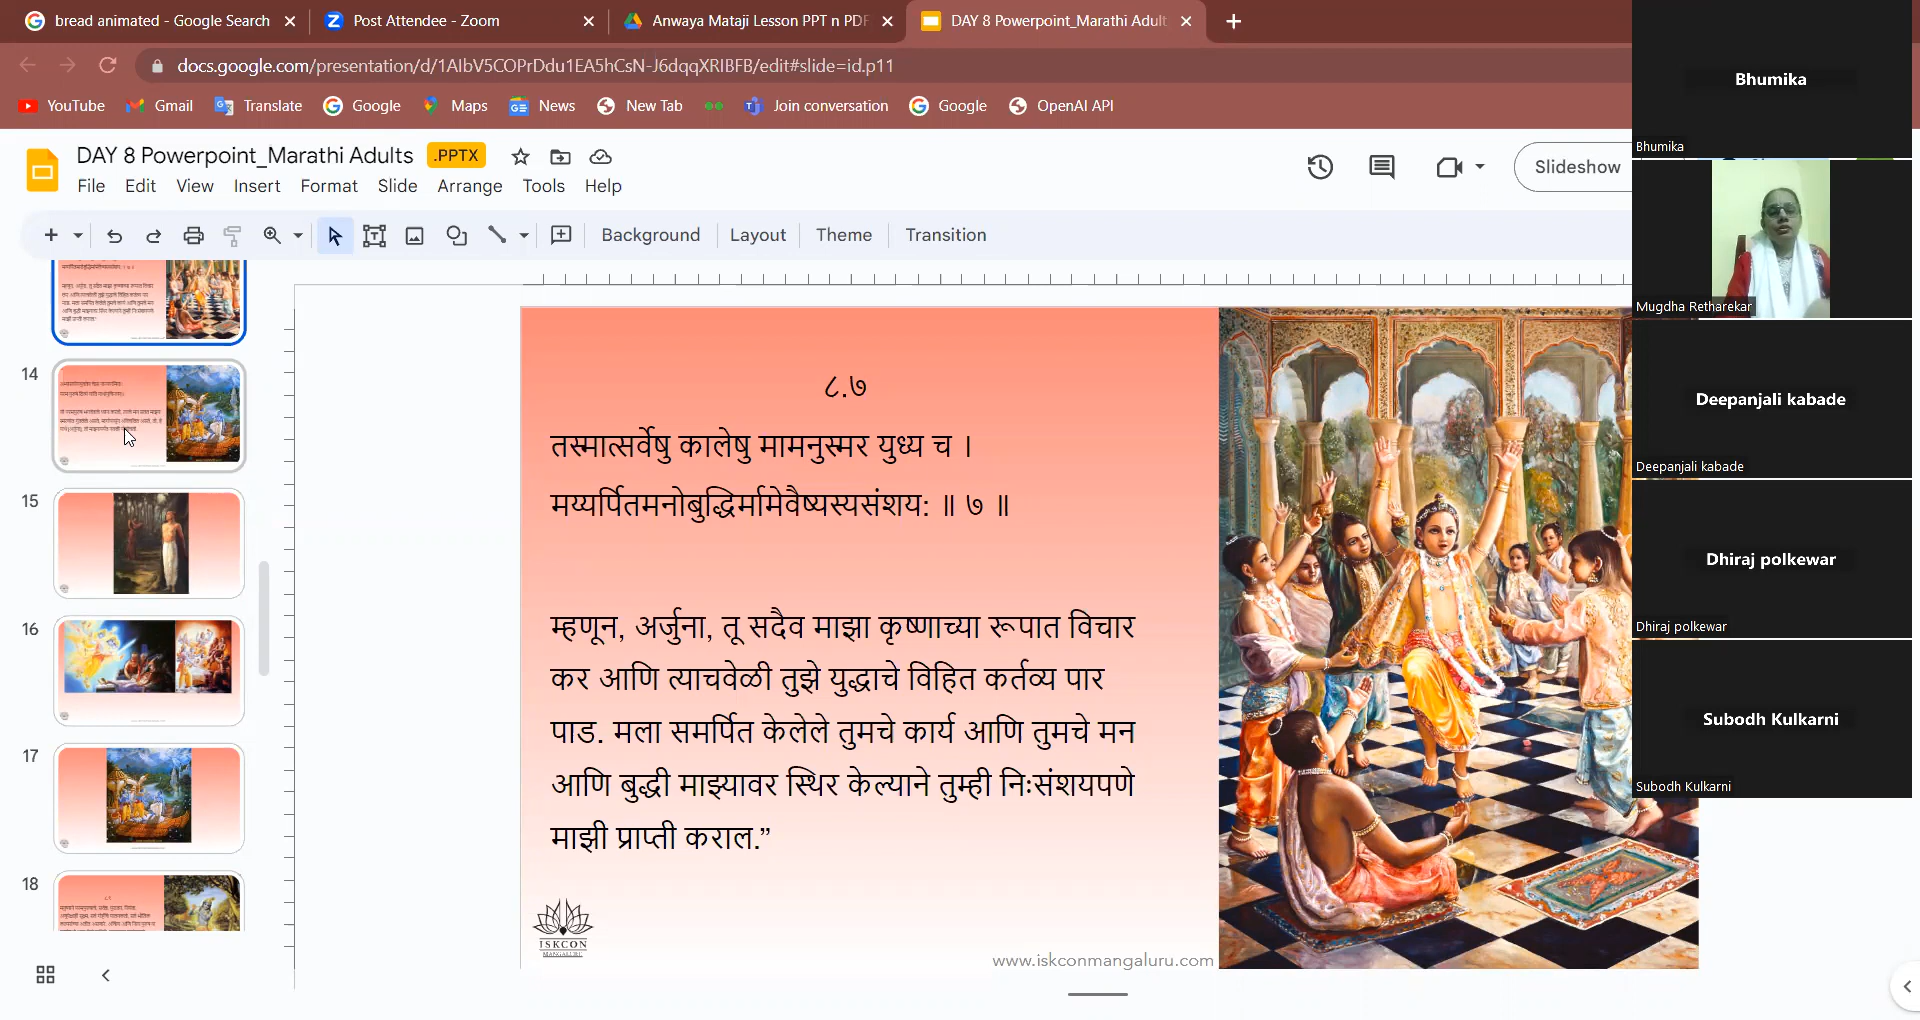 bread animated - Google Search
Post Attendee - Zoom
Anwaya Mataji Lesson PPT n PDF
DAY 8 Powerpoint_Marathi Adult
docs.google.com/presentation/d/1AIbV5COPrDdu1EA5hCsN-J6dqqXRIBFB/edit#slide=id.p11
YouTube Gmail Translate Google Maps News New Tab Join conversation Google OpenAI API
DAY 8 Powerpoint_Marathi Adults .PPTX
File Edit View Insert Format Slide Arrange Tools Help
Slideshow
Background Layout Theme Transition
14
15
16
17
18
८.७
तस्मात्सर्वेषु कालेषु मामनुस्मर युध्य च ।
मय्यर्पितमनोबुद्धिर्मामेवैष्यस्यसंशय: ॥ ७ ॥
म्हणून, अर्जुना, तू सदैव माझा कृष्णाच्या रूपात विचार
कर आणि त्याचवेळी तुझे युद्धाचे विहित कर्तव्य पार
पाड. मला समर्पित केलेले तुमचे कार्य आणि तुमचे मन
आणि बुद्धी माझ्यावर स्थिर केल्याने तुम्ही निःसंशयपणे
माझी प्राप्ती कराल.”
ISKCON
MANGALURU
www.iskconmangaluru.com
Bhumika
Bhumika
Mugdha Retharekar
Deepanjali kabade
Deepanjali kabade
Dhiraj polkewar
Dhiraj polkewar
Subodh Kulkarni
Subodh Kulkarni